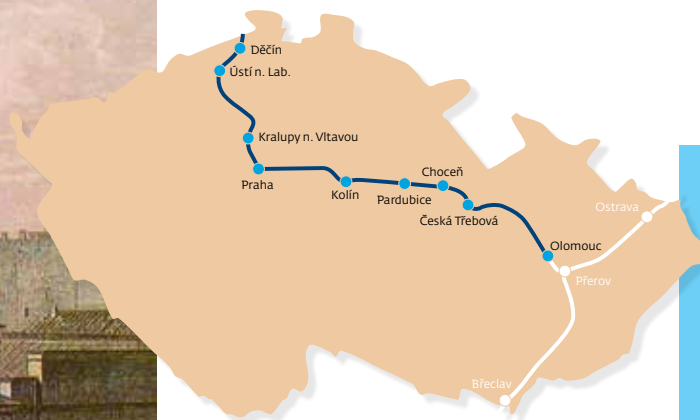 Děčín
Ústí n. Lab.
Kralupy n. Vltavou
Praha
Kolín
Pardubice
Choceň
Česká Třebová
Olomouc
Ostrava
Přerov
Břeclav